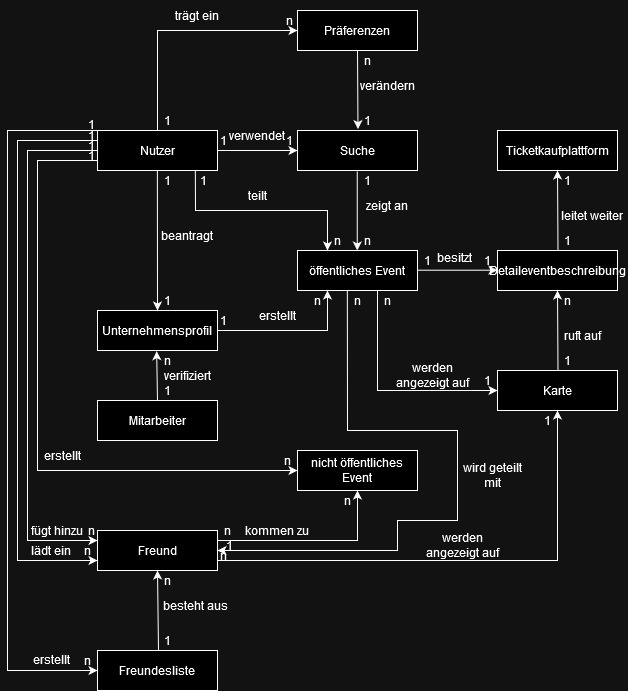 trägt ein
n
Präferenzen
1
n
verändern
1
1
1
1
Nutzer
1
verwendet
1
Suche
Ticketkaufplattform
1
1
teilt
1
zeigt an
1
leitet weiter
beantragt
n
n
1
öffentliches Event
1
besitzt
1
Detaileventbeschreibung
1
n
n
n
n
Unternehmensprofil
1
erstellt
ruft auf
n
verifiziert
1
werden
angezeigt auf
1
1
Karte
Mitarbeiter
1
erstellt
n
nicht öffentliches
Event
wird geteilt
mit
n
fügt hinzu
n
n
kommen zu
lädt ein
n
Freund
1
n
werden
angezeigt auf
n
besteht aus
1
erstellt
n
Freundesliste